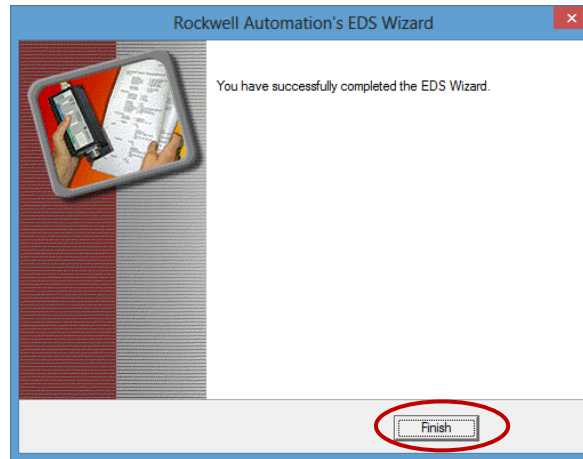 Rockwell Automation's EDS Wizard
You have successfully completed the EDS Wizard.
Finish